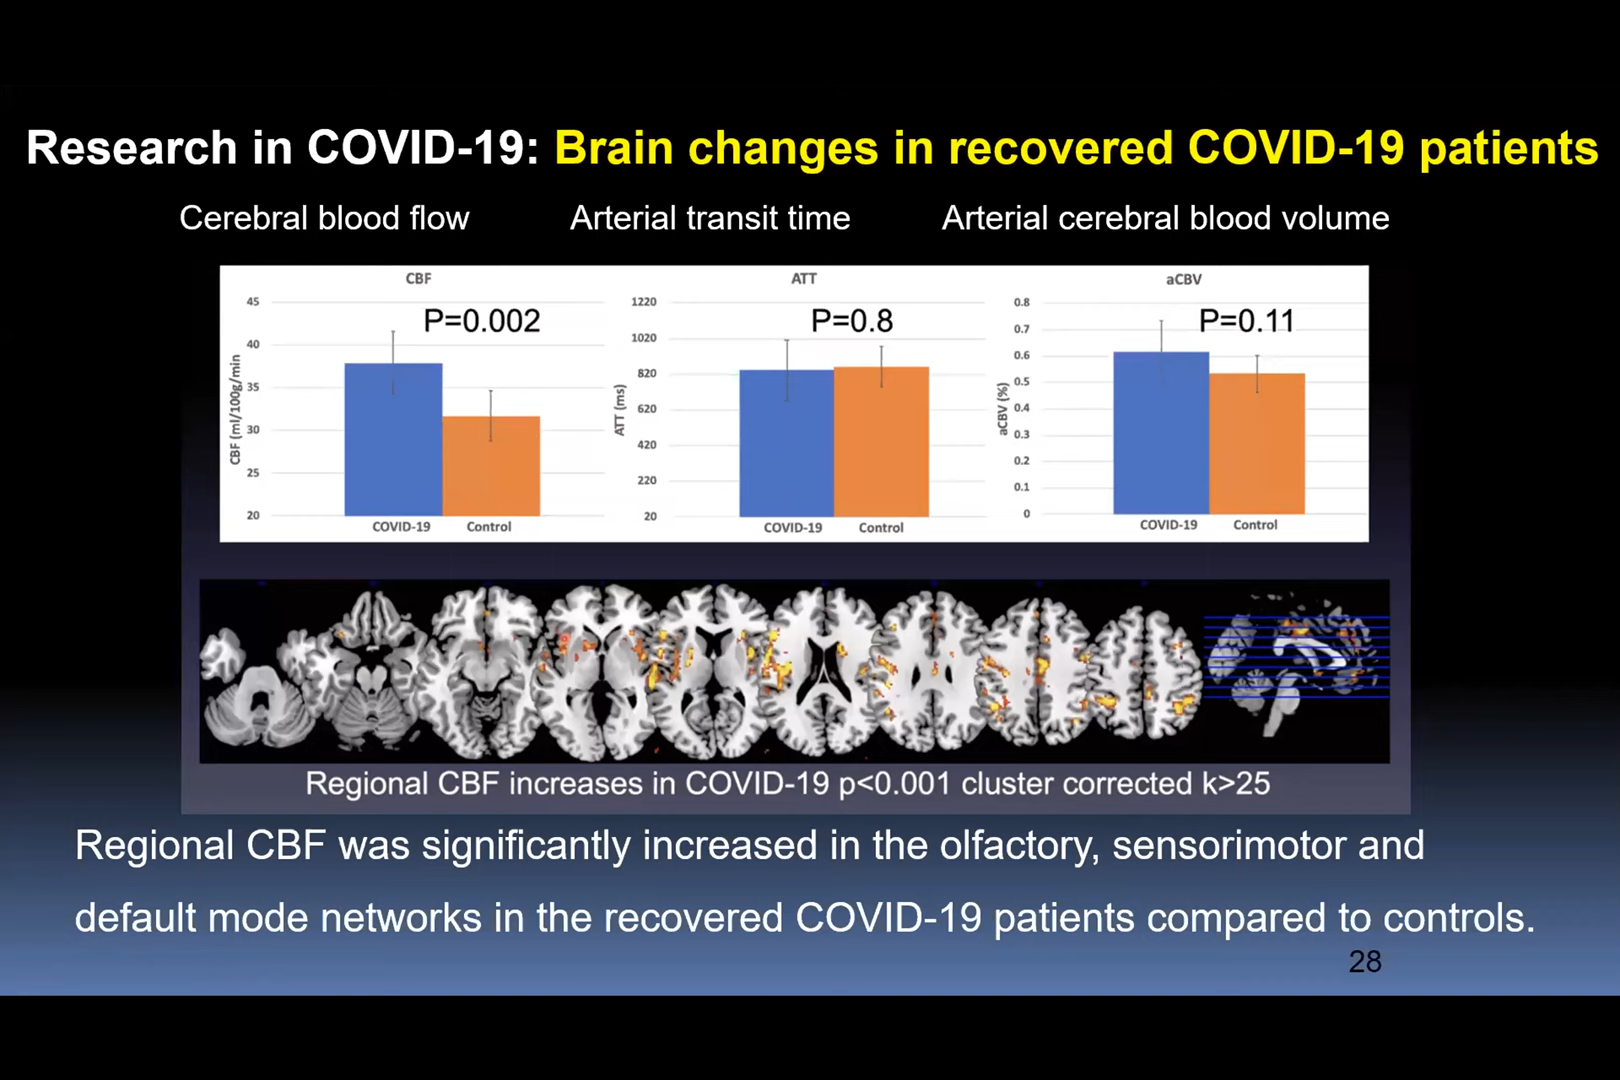 Research in COVID-19: Brain changes in recovered COVID-19 patients
Cerebral blood flow
Arterial transit time
Arterial cerebral blood volume
CBF
P=0.002
CBF (ml/100g/min
45
40
35
30
25
20
COVID-19
Control
ATT
P=0.8
ATT (ms)
1220
1020
820
620
420
220
20
COVID-19
Control
aCBV
P=0.11
aCBV (%)
0.8
0.7
0.6
0.5
0.4
0.3
0.2
0.1
0
COVID-19
Control
Regional CBF increases in COVID-19 p<0.001 cluster corrected k>25
Regional CBF was significantly increased in the olfactory, sensorimotor and
default mode networks in the recovered COVID-19 patients compared to controls.
28